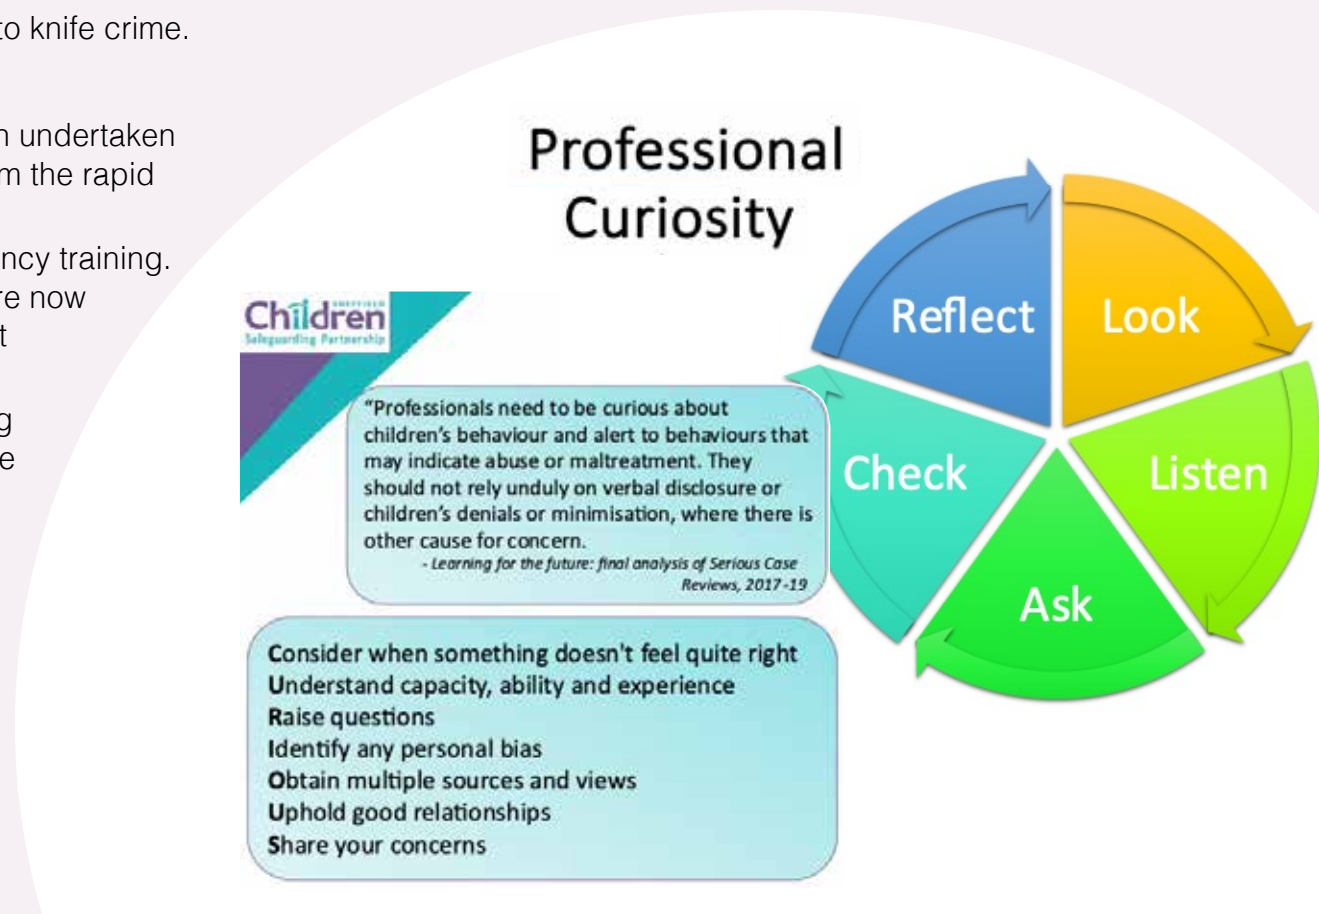 to knife crime.
n undertaken
m the rapid
ncy training.
re now
t
g
e
Professional
Curiosity
SHEFFIELD
Children
Safeguarding Partnership
“Professionals need to be curious about
children’s behaviour and alert to behaviours that
may indicate abuse or maltreatment. They
should not rely unduly on verbal disclosure or
children’s denials or minimisation, where there is
other cause for concern.
- Learning for the future: final analysis of Serious Case
Reviews, 2017-19
Consider when something doesn't feel quite right
Understand capacity, ability and experience
Raise questions
Identify any personal bias
Obtain multiple sources and views
Uphold good relationships
Share your concerns
Reflect
Look
Check
Listen
Ask